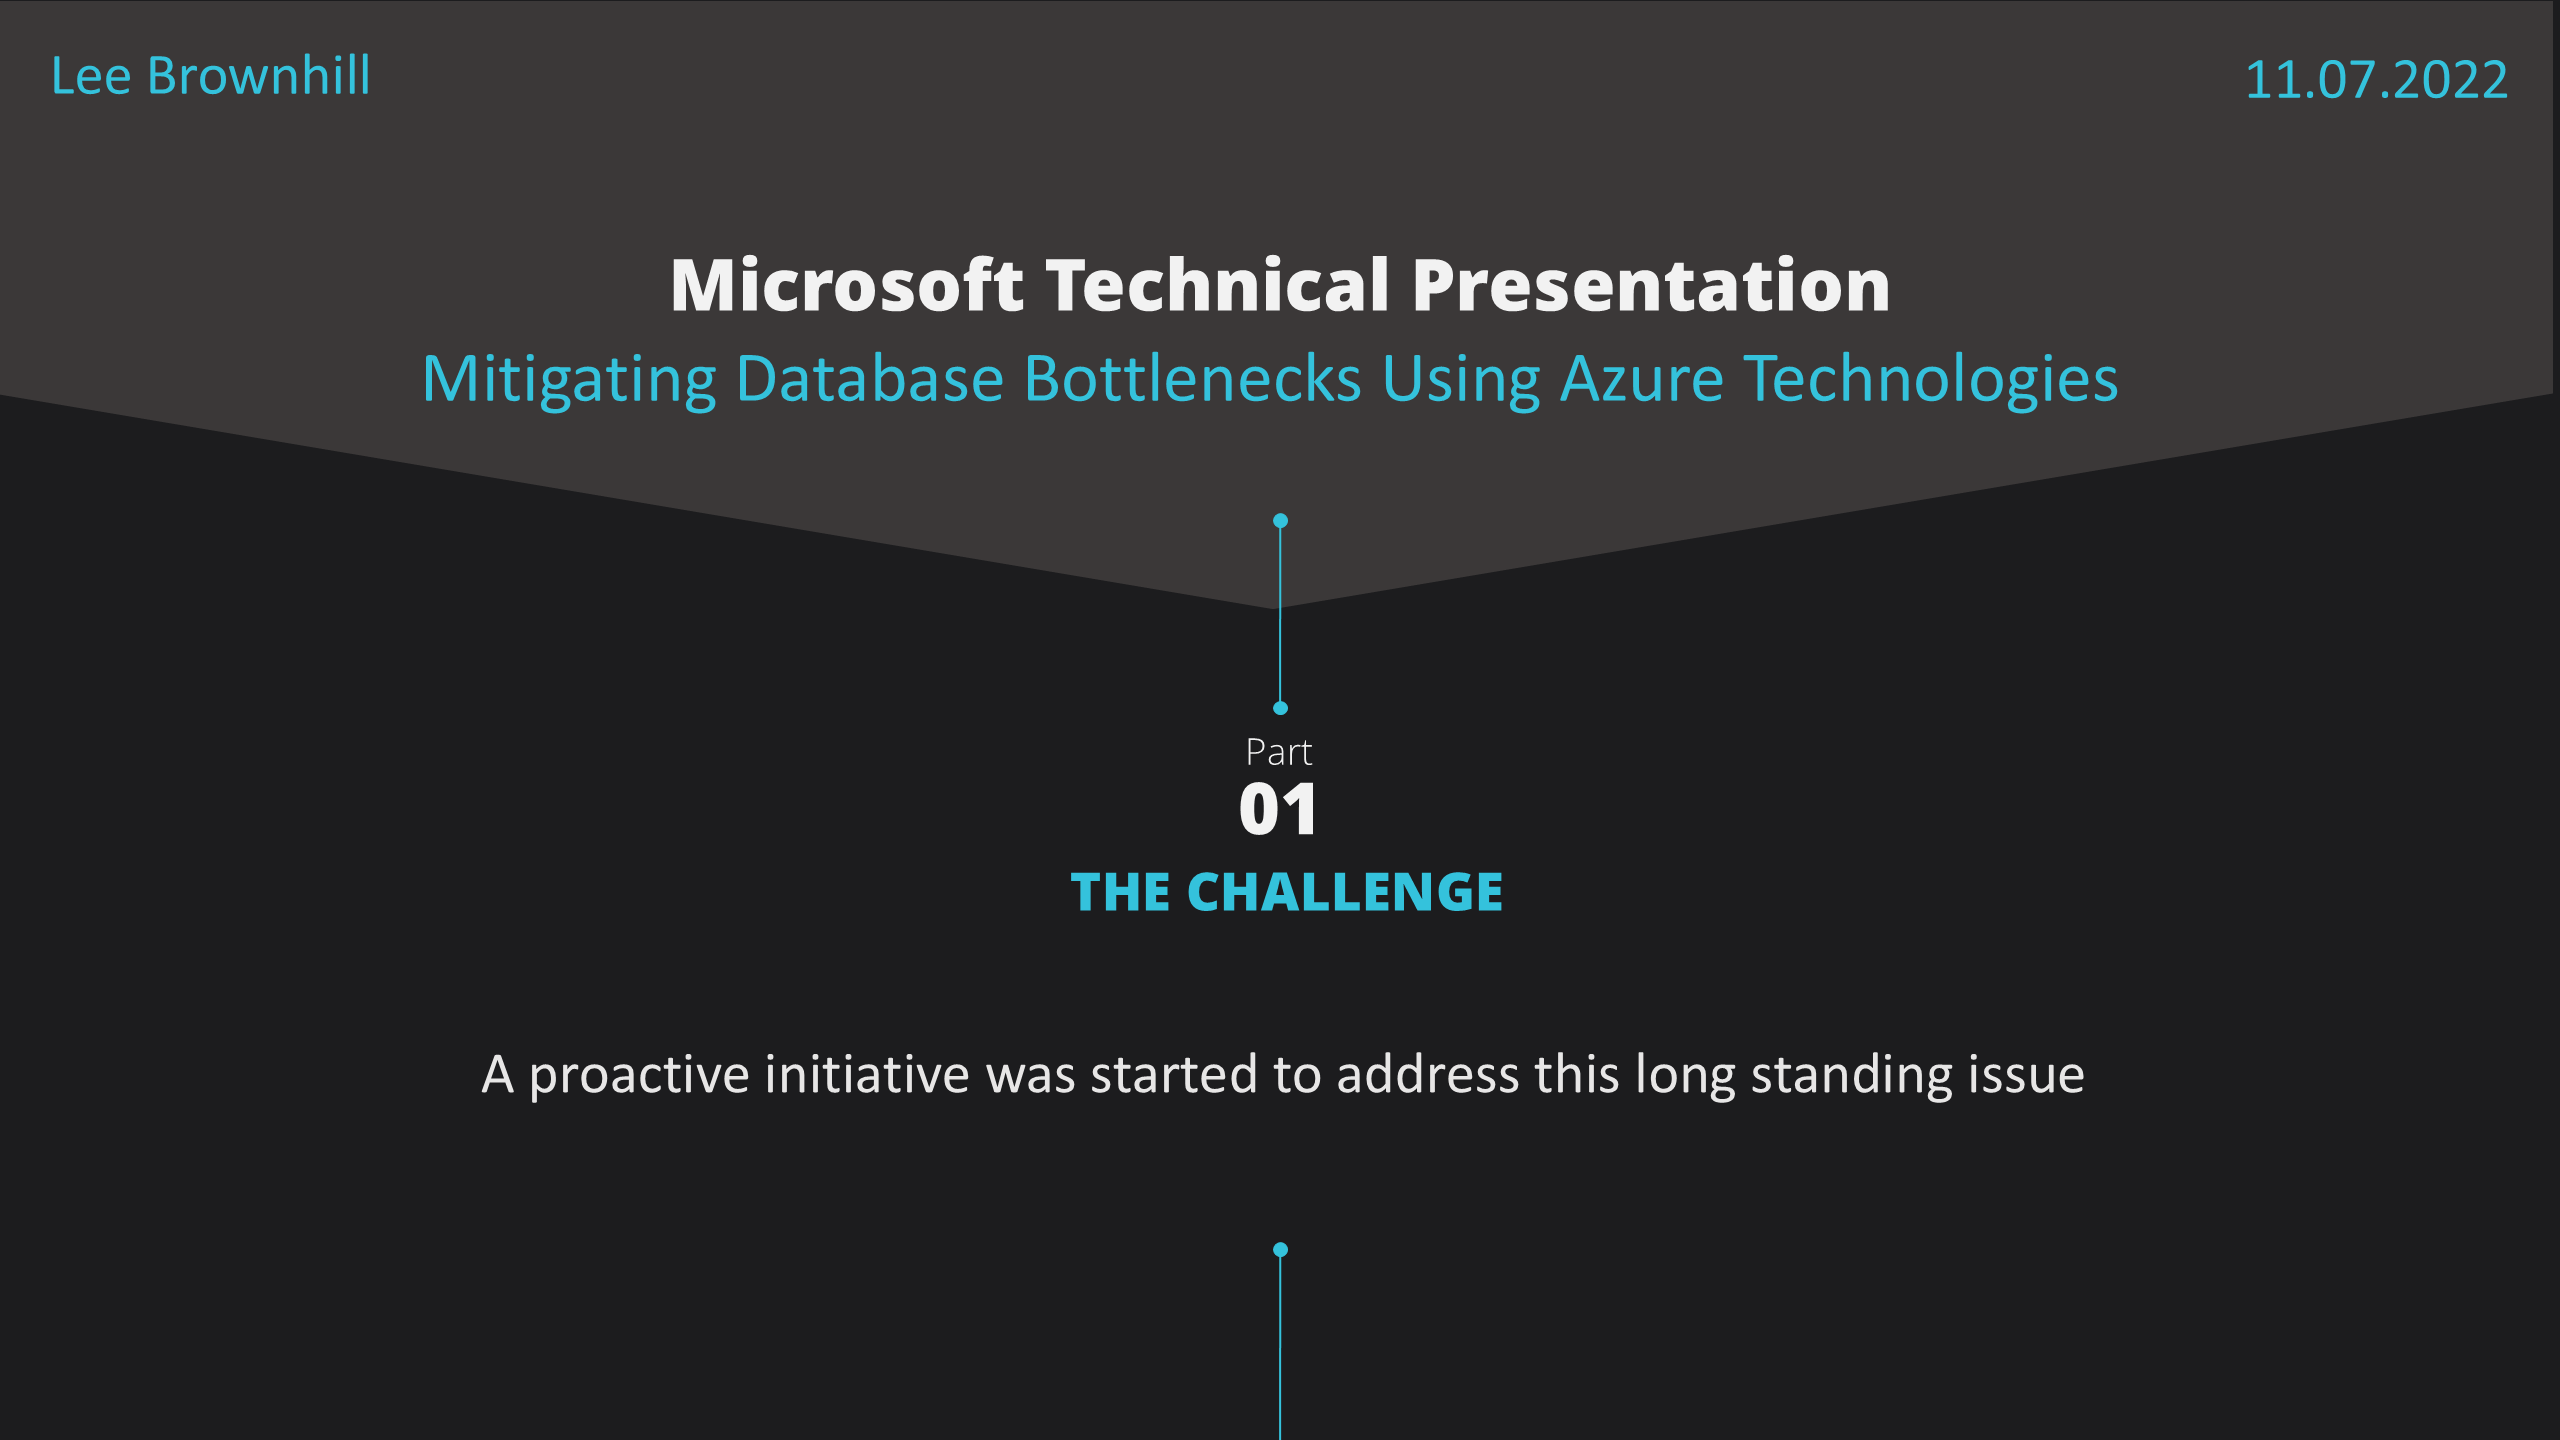 Lee Brownhill
11.07.2022
Microsoft Technical Presentation
Mitigating Database Bottlenecks Using Azure Technologies
Part
01
THE CHALLENGE
A proactive initiative was started to address this long standing issue